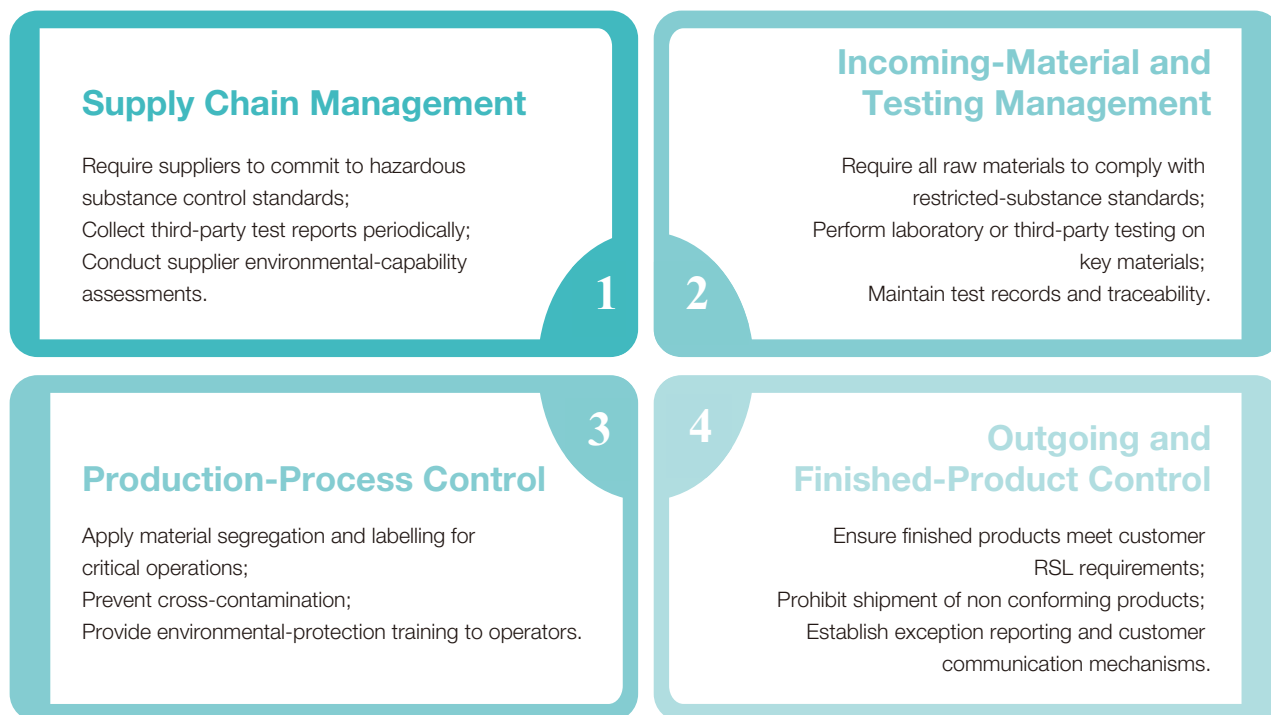 Supply Chain Management
Require suppliers to commit to hazardous
substance control standards;
Collect third-party test reports periodically;
Conduct supplier environmental-capability
assessments.
1
Incoming-Material and
Testing Management
Require all raw materials to comply with
restricted-substance standards;
Perform laboratory or third-party testing on
key materials;
Maintain test records and traceability.
2
3
Production-Process Control
Apply material segregation and labelling for
critical operations;
Prevent cross-contamination;
Provide environmental-protection training to operators.
4
Outgoing and
Finished-Product Control
Ensure finished products meet customer
RSL requirements;
Prohibit shipment of non conforming products;
Establish exception reporting and customer
communication mechanisms.